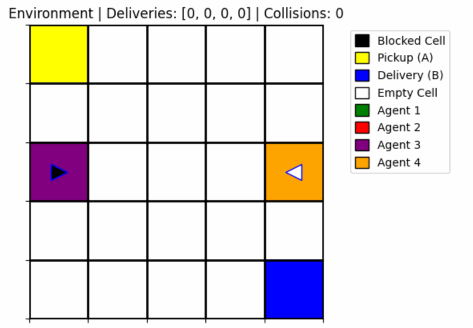 Environment | Deliveries: [0, 0, 0, 0] | Collisions: 0
Blocked Cell
Pickup (A)
Delivery (B)
Empty Cell
Agent 1
Agent 2
Agent 3
Agent 4